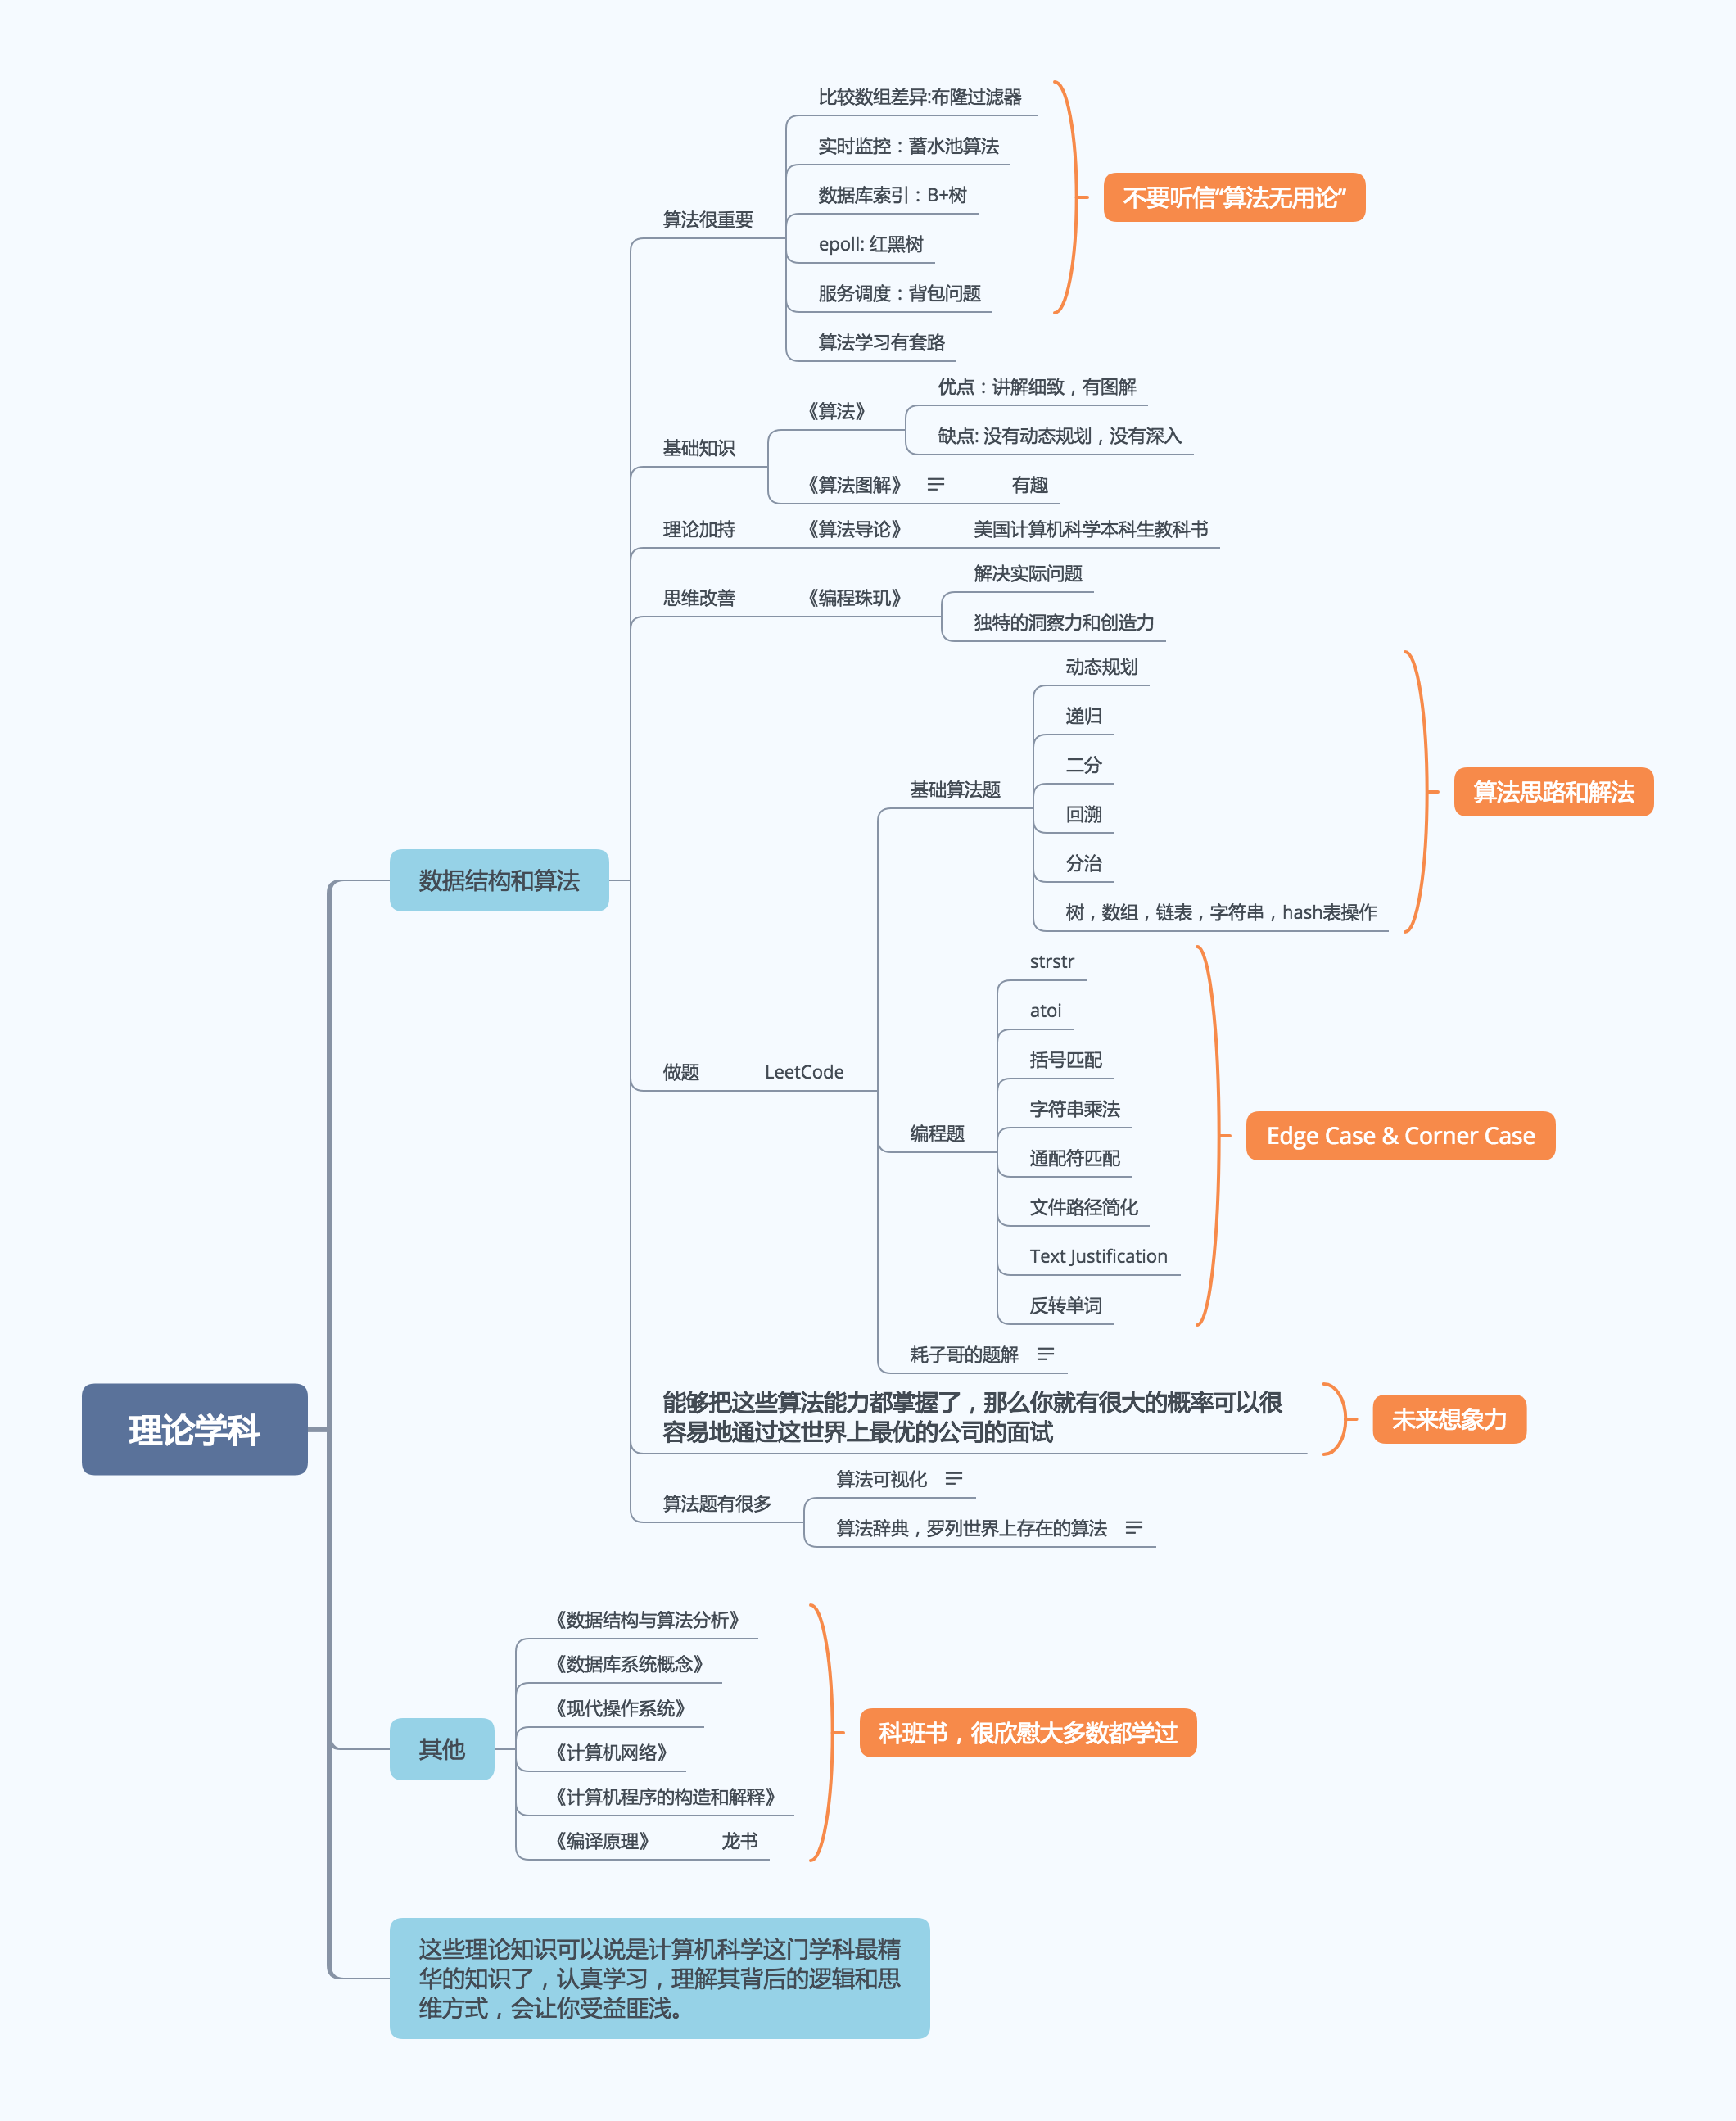 比较数组差异:布隆过滤器
实时监控：蓄水池算法
数据库索引：B+树
不要听信“算法无用论”
算法很重要
epoll: 红黑树
服务调度：背包问题
算法学习有套路
优点：讲解细致，有图解
《算法》
缺点: 没有动态规划，没有深入
基础知识
《算法图解》
有趣
理论加持
《算法导论》
美国计算机科学本科生教科书
解决实际问题
思维改善
《编程珠玑》
独特的洞察力和创造力
动态规划
递归
二分
基础算法题
算法思路和解法
回溯
分治
数据结构和算法
树，数组，链表，字符串，hash表操作
strstr
atoi
括号匹配
做题
LeetCode
字符串乘法
编程题
Edge Case & Corner Case
通配符匹配
文件路径简化
Text Justification
反转单词
耗子哥的题解
能够把这些算法能力都掌握了，那么你就有很大的概率可以很
容易地通过这世界上最优的公司的面试
未来想象力
理论学科
算法可视化
算法题有很多
算法辞典，罗列世界上存在的算法
《数据结构与算法分析》
《数据库系统概念》
《现代操作系统》
科班书，很欣慰大多数都学过
其他
《计算机网络》
《计算机程序的构造和解释》
《编译原理》
龙书
这些理论知识可以说是计算机科学这门学科最精
华的知识了，认真学习，理解其背后的逻辑和思
维方式，会让你受益匪浅。